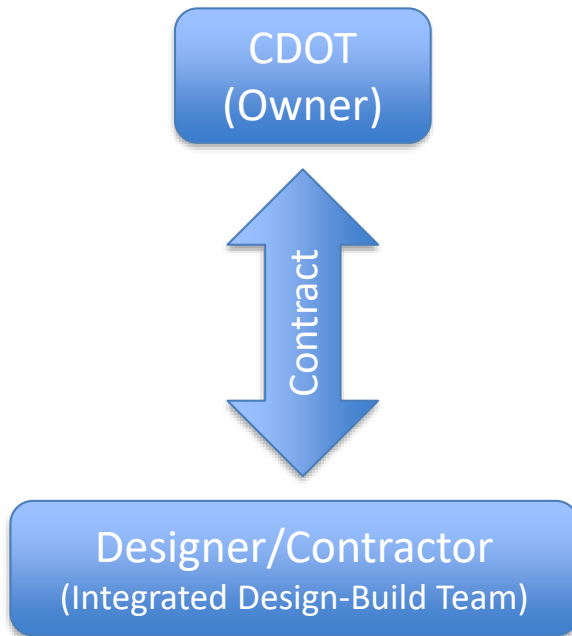 CDOT
(Owner)
Contract
Designer/Contractor
(Integrated Design-Build Team)